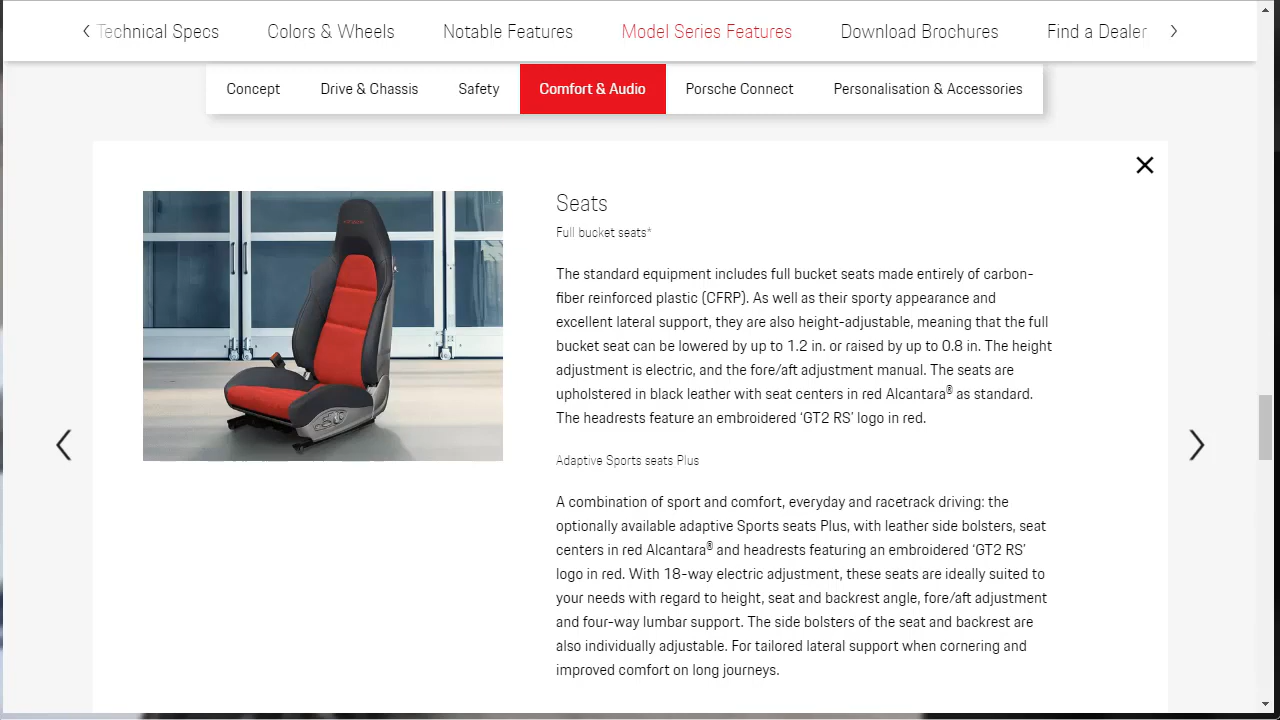 Technical Specs
Colors & Wheels
Notable Features
Model Series Features
Download Brochures
Find a Dealer
Concept
Drive & Chassis
Safety
Comfort & Audio
Porsche Connect
Personalisation & Accessories
Seats
Full bucket seats*
The standard equipment includes full bucket seats made entirely of carbon-
fiber reinforced plastic (CFRP). As well as their sporty appearance and
excellent lateral support, they are also height-adjustable, meaning that the full
bucket seat can be lowered by up to 1.2 in. or raised by up to 0.8 in. The height
adjustment is electric, and the fore/aft adjustment manual. The seats are
upholstered in black leather with seat centers in red Alcantara® as standard.
The headrests feature an embroidered ‘GT2 RS’ logo in red.
Adaptive Sports seats Plus
A combination of sport and comfort, everyday and racetrack driving: the
optionally available adaptive Sports seats Plus, with leather side bolsters, seat
centers in red Alcantara® and headrests featuring an embroidered ‘GT2 RS’
logo in red. With 18-way electric adjustment, these seats are ideally suited to
your needs with regard to height, seat and backrest angle, fore/aft adjustment
and four-way lumbar support. The side bolsters of the seat and backrest are
also individually adjustable. For tailored lateral support when cornering and
improved comfort on long journeys.